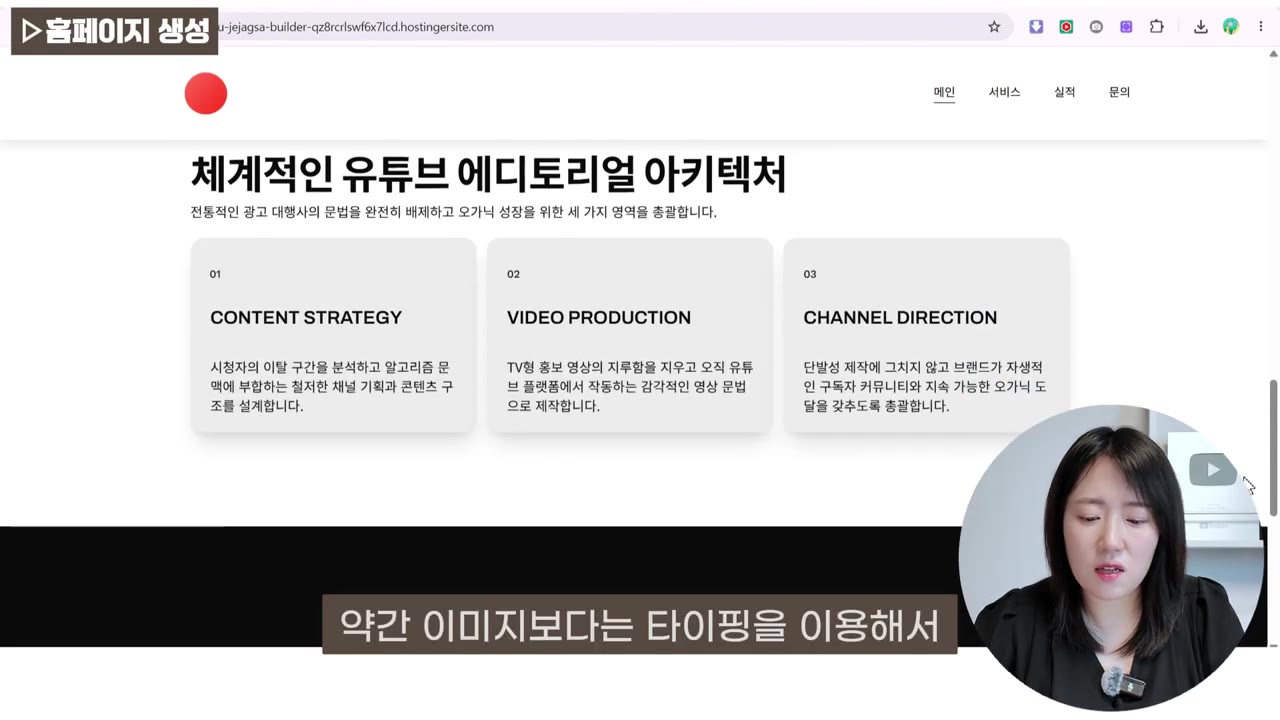 ▷홈페이지 생성
u-jejagsa-builder-qz8rcrlswf6x7lcd.hostingersite.com
메인 서비스 실적 문의
체계적인 유튜브 에디토리얼 아키텍처
전통적인 광고 대행사의 문법을 완전히 배제하고 오가닉 성장을 위한 세 가지 영역을 총괄합니다.
01
CONTENT STRATEGY
시청자의 이탈 구간을 분석하고 알고리즘 문
맥에 부합하는 철저한 채널 기획과 콘텐츠 구
조를 설계합니다.
02
VIDEO PRODUCTION
TV형 홍보 영상의 지루함을 지우고 오직 유튜
브 플랫폼에서 작동하는 감각적인 영상 문법
으로 제작합니다.
03
CHANNEL DIRECTION
단발성 제작에 그치지 않고 브랜드가 자생적
인 구독자 커뮤니티와 지속 가능한 오가닉 도
달을 갖추도록 총괄합니다.
약간 이미지보다는 타이핑을 이용해서